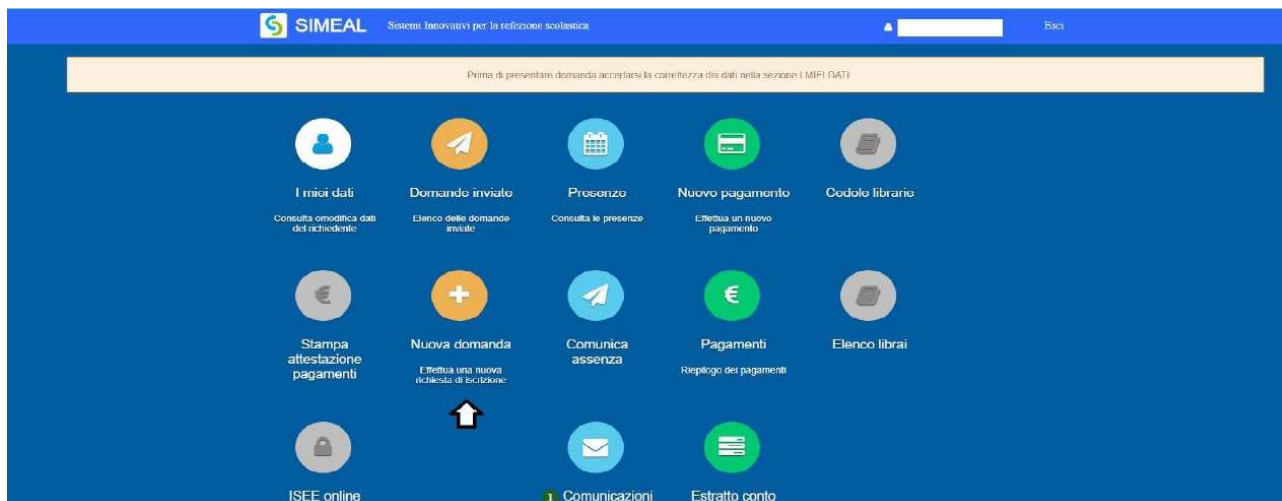 SIMEAL
Sistemi Innovativi per la refezione scolastica
Esci
Prima di presentare domanda accertarsi la correttezza dei dati nella sezione I MIEI DATI
I miei dati
Consulta omodifica dati
del richiedente
Domande inviate
Elenco delle domande
inviate
Presenze
Consulta le presenze
Nuovo pagamento
Effettua un nuovo
pagamento
Cedole librarie
Stampa
attestazione
pagamenti
Nuova domanda
Effettua una nuova
richiesta di iscrizione
Comunica
assenza
Pagamenti
Riepilogo dei pagamenti
Elenco librai
ISEE online
1 Comunicazioni
Estratto conto